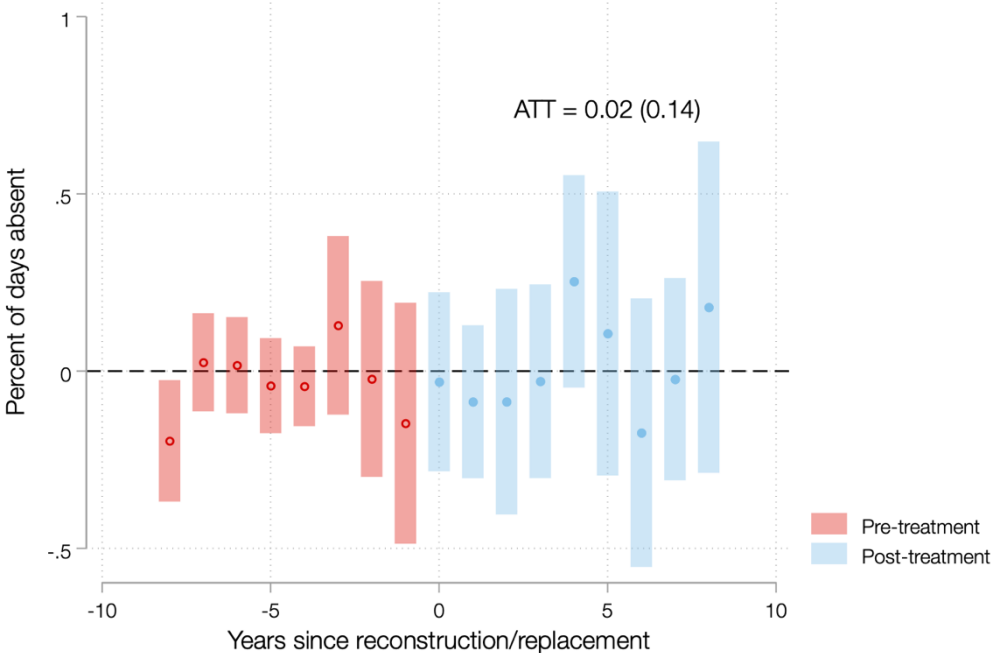 1
.5
0
-.5
Percent of days absent
ATT = 0.02 (0.14)
-10
-5
0
5
10
Years since reconstruction/replacement
Pre-treatment
Post-treatment